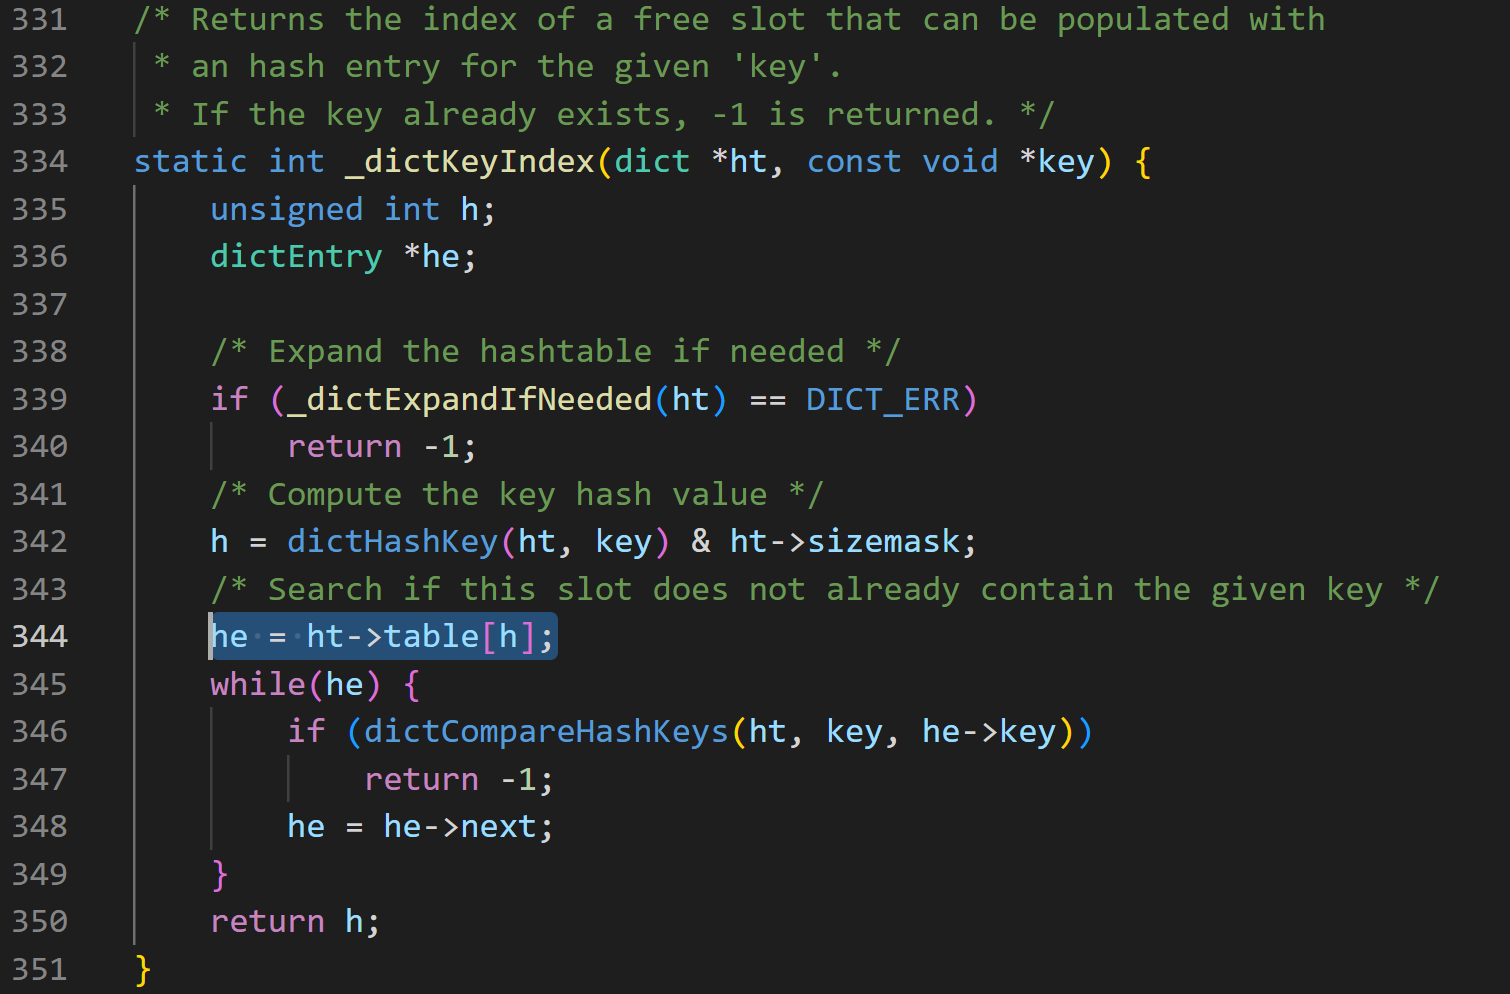 331 /* Returns the index of a free slot that can be populated with
332  * an hash entry for the given 'key'.
333  * If the key already exists, -1 is returned. */
334 static int _dictKeyIndex(dict *ht, const void *key) {
335     unsigned int h;
336     dictEntry *he;
337
338     /* Expand the hashtable if needed */
339     if (_dictExpandIfNeeded(ht) == DICT_ERR)
340         return -1;
341     /* Compute the key hash value */
342     h = dictHashKey(ht, key) & ht->sizemask;
343     /* Search if this slot does not already contain the given key */
344     he = ht->table[h];
345     while(he) {
346         if (dictCompareHashKeys(ht, key, he->key))
347             return -1;
348         he = he->next;
349     }
350     return h;
351 }